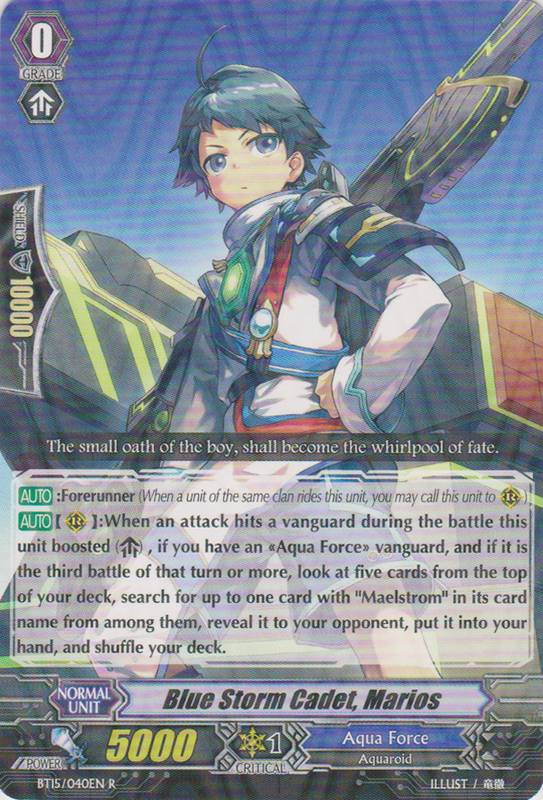 0
GRADE
SHIELD
10000
The small oath of the boy, shall become the whirlpool of fate.
AUTO :Forerunner (When a unit of the same clan rides this unit, you may call this unit to R )
AUTO 【 R 】:When an attack hits a vanguard during the battle this
unit boosted ( ) , if you have an «Aqua Force» vanguard, and if it is
the third battle of that turn or more, look at five cards from the top
of your deck, search for up to one card with "Maelstrom" in its card
name from among them, reveal it to your opponent, put it into your
hand, and shuffle your deck.
NORMAL
UNIT
Blue Storm Cadet, Marios
POWER
5000
1
CRITICAL
Aqua Force
Aquaroid
BT15/040EN R
ILLUST / 竜徹